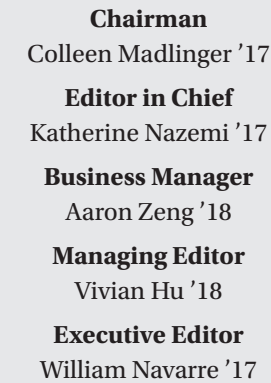 Chairman
Colleen Madlinger ’17
Editor in Chief
Katherine Nazemi ’17
Business Manager
Aaron Zeng ’18
Managing Editor
Vivian Hu ’18
Executive Editor
William Navarre ’17